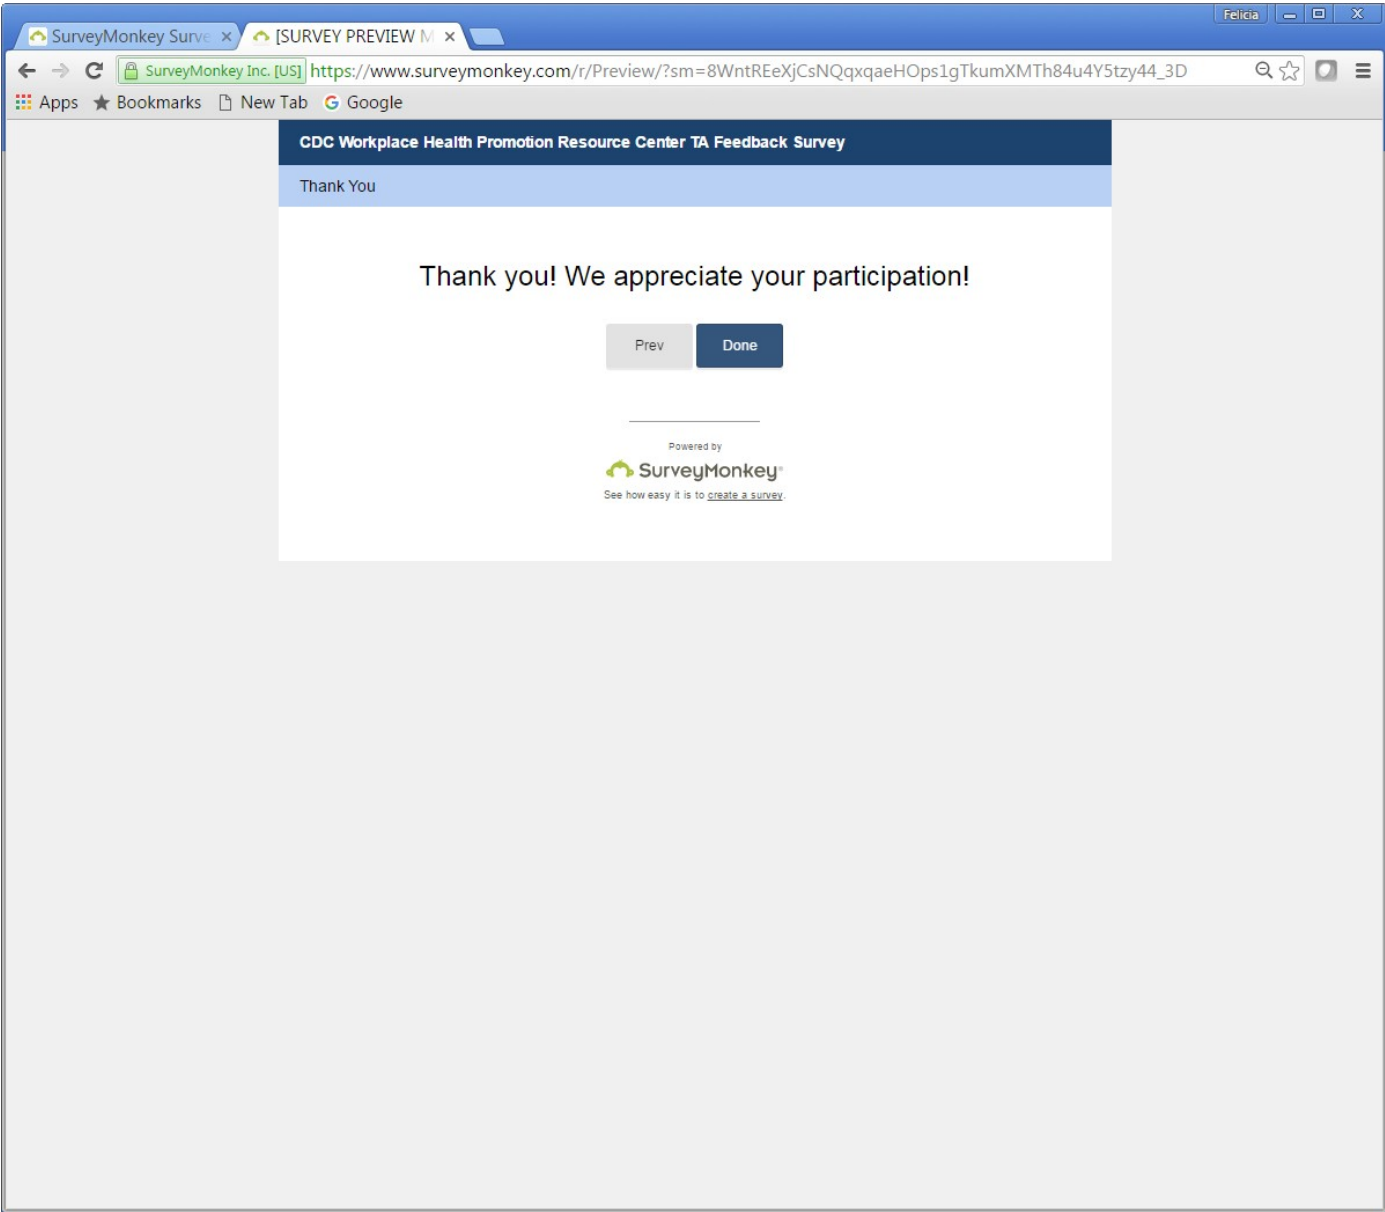 Felicia
SurveyMonkey Surve
[SURVEY PREVIEW M
SurveyMonkey Inc. [US] https://www.surveymonkey.com/r/Preview/?sm=8WntREeXjCsNQqxqaeHOps1gTkumXMTh84u4Y5tzy44_3D
Apps Bookmarks New Tab Google
CDC Workplace Health Promotion Resource Center TA Feedback Survey
Thank You
Thank you! We appreciate your participation!
Prev Done
Powered by
SurveyMonkey
See how easy it is to create a survey.